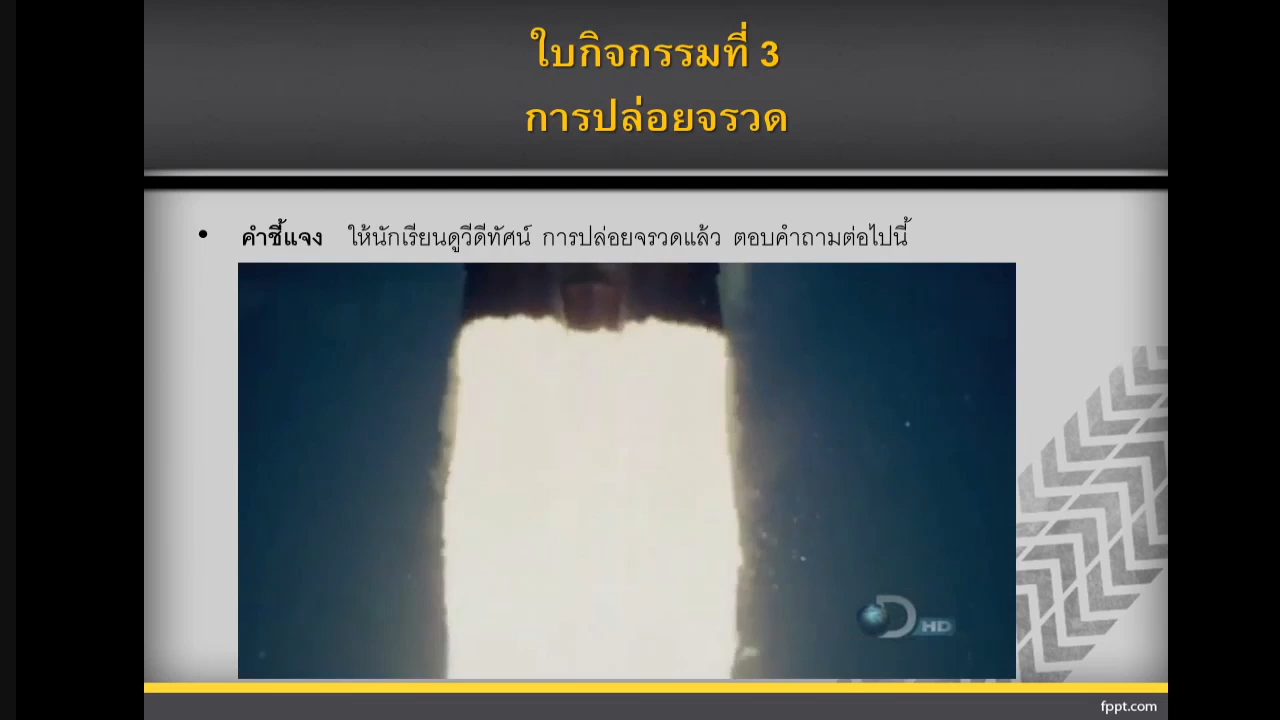 ใบกิจกรรมที่ 3
การปล่อยจรวด
• คำชี้แจง ให้นักเรียนดูวีดีทัศน์ การปล่อยจรวดแล้ว ตอบคำถามต่อไปนี้
D HD
fppt.com